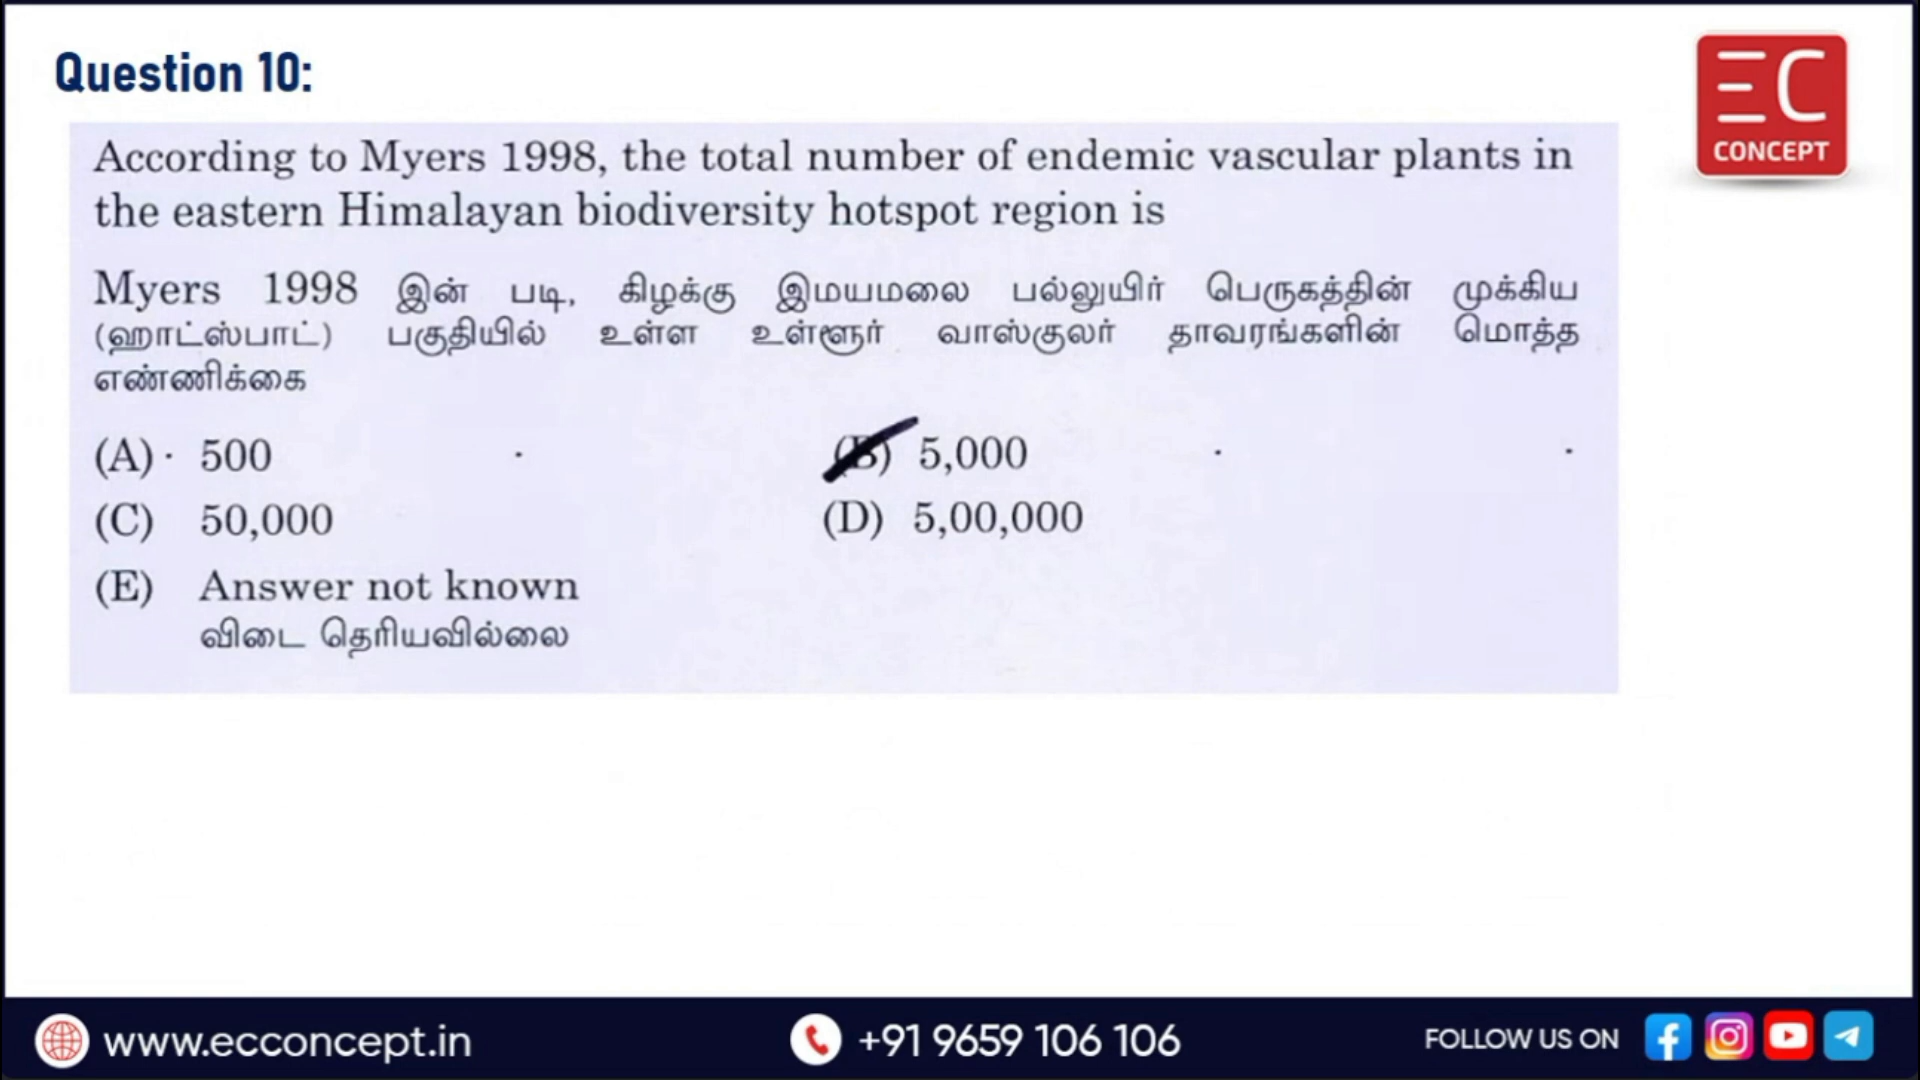 Question 10:
EC
CONCEPT
According to Myers 1998, the total number of endemic vascular plants in
the eastern Himalayan biodiversity hotspot region is
Myers 1998 இன் படி, கிழக்கு இமயமலை பல்லுயிர் பெருகத்தின் முக்கிய
(ஹாட்ஸ்பாட்) பகுதியில் உள்ள உள்ளூர் வாஸ்குலர் தாவரங்களின் மொத்த
எண்ணிக்கை
(A) 500
(B) 5,000
(C) 50,000
(D) 5,00,000
(E) Answer not known
விடை தெரியவில்லை
www.ecconcept.in
+91 9659 106 106
FOLLOW US ON